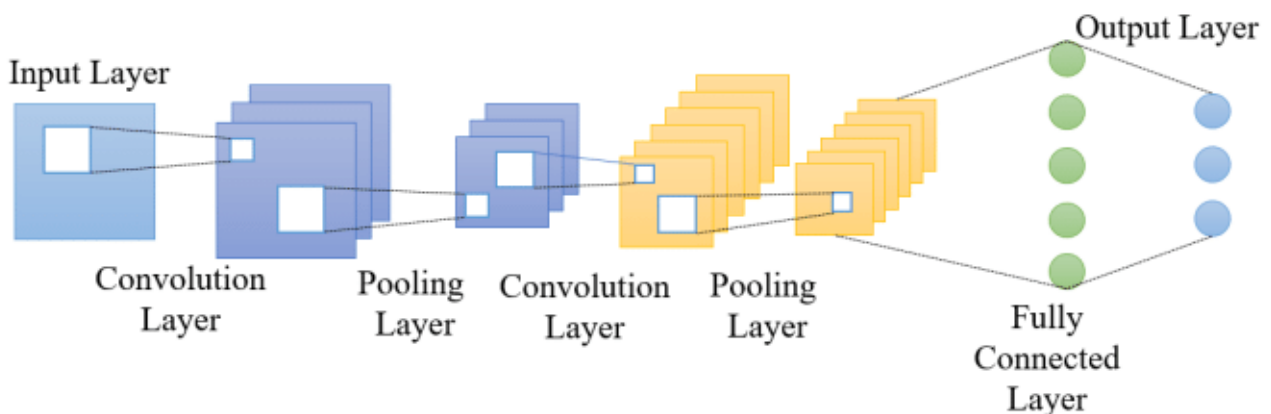 Output Layer
Input Layer
Convolution
Layer
Pooling
Layer
Convolution
Layer
Pooling
Layer
Fully
Connected
Layer